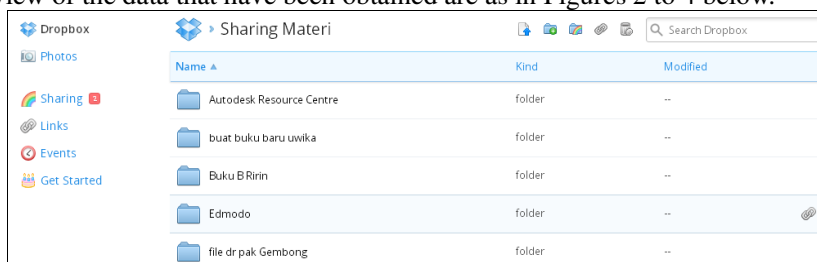 view of the data that have been obtained are as in Figures 2 to 4 below.
Dropbox
Sharing Materi
Search Dropbox
Photos
Name Kind Modified
Sharing 1
Autodesk Resource Centre folder --
Links
buat buku baru uwika folder --
Events
Buku B Ririn folder --
Get Started
Edmodo folder --
file dr pak Gembong folder --